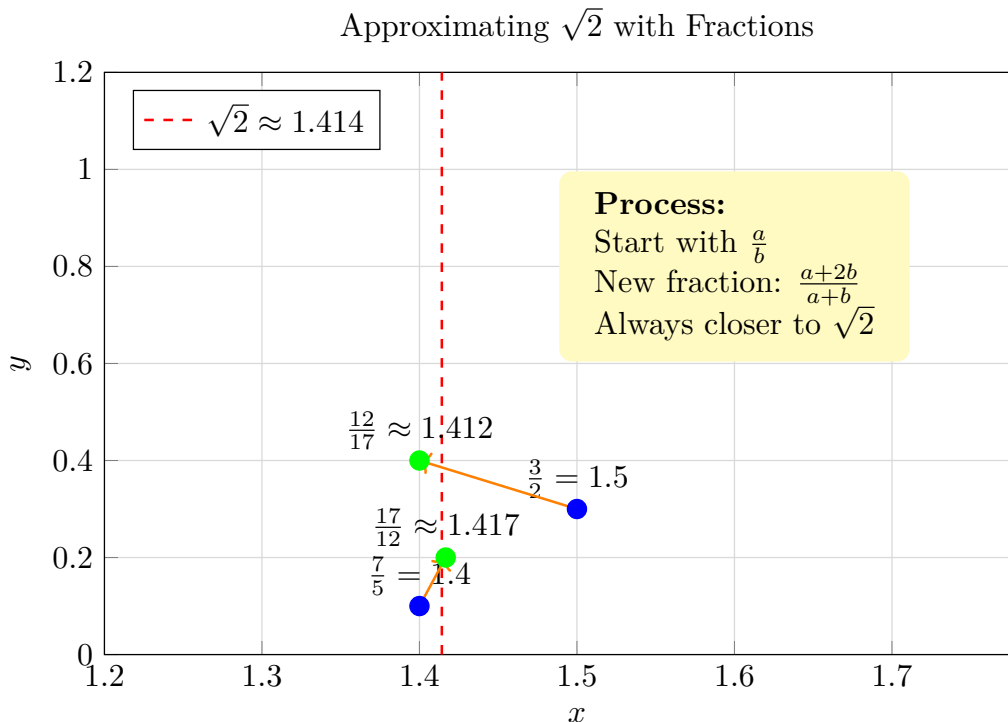 Approximating √2 with Fractions
√2 ≈ 1.414
Process:
Start with a/b
New fraction: (a+2b)/(a+b)
Always closer to √2
12/17 ≈ 1.412
3/2 = 1.5
17/12 ≈ 1.417
7/5 = 1.4
y
1.2
1
0.8
0.6
0.4
0.2
0
1.2 1.3 1.4 1.5 1.6 1.7
x